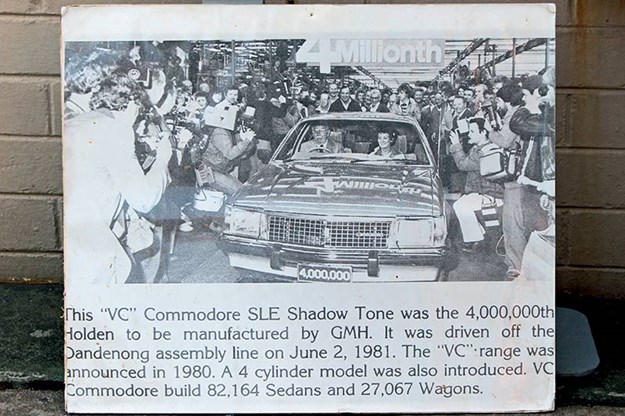 4 Millionth
4 Millionth
4,000,000
This "VC" Commodore SLE Shadow Tone was the 4,000,000th
Holden to be manufactured by GMH. It was driven off the
Dandenong assembly line on June 2, 1981. The "VC" range was
announced in 1980. A 4 cylinder model was also introduced. VC
Commodore build 82,164 Sedans and 27,067 Wagons.